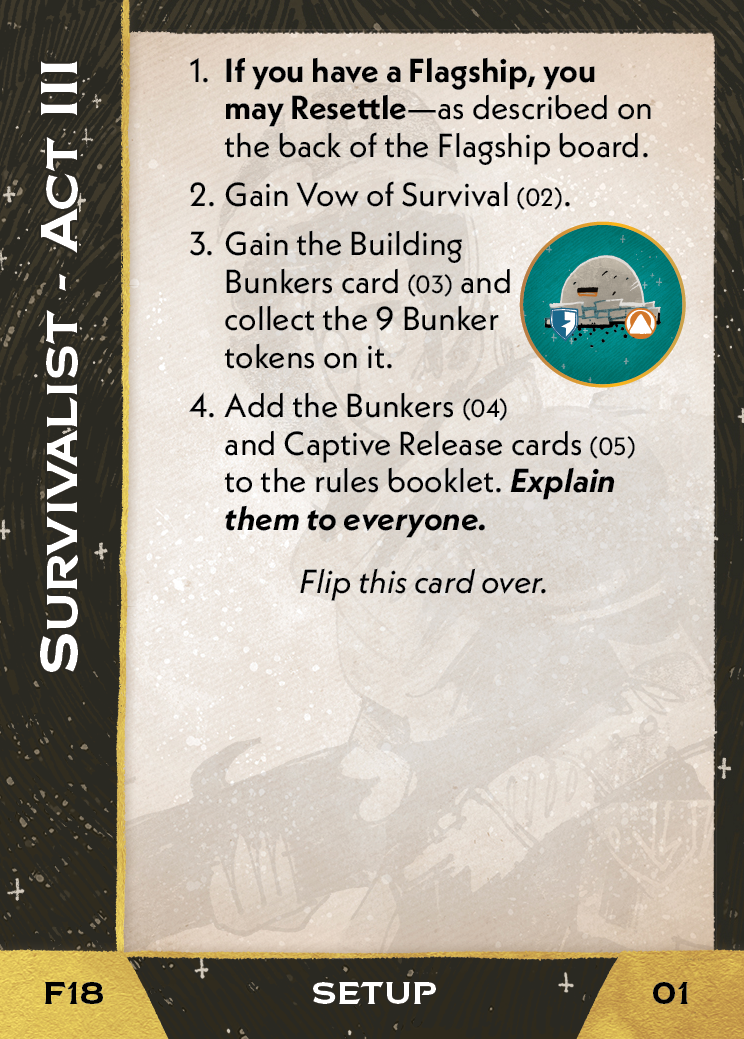 SURVIVALIST - ACT III
1. If you have a Flagship, you
may Resettle—as described on
the back of the Flagship board.
2. Gain Vow of Survival (02).
3. Gain the Building
Bunkers card (03) and
collect the 9 Bunker
tokens on it.
4. Add the Bunkers (04)
and Captive Release cards (05)
to the rules booklet. Explain
them to everyone.
Flip this card over.
F18
SETUP
01